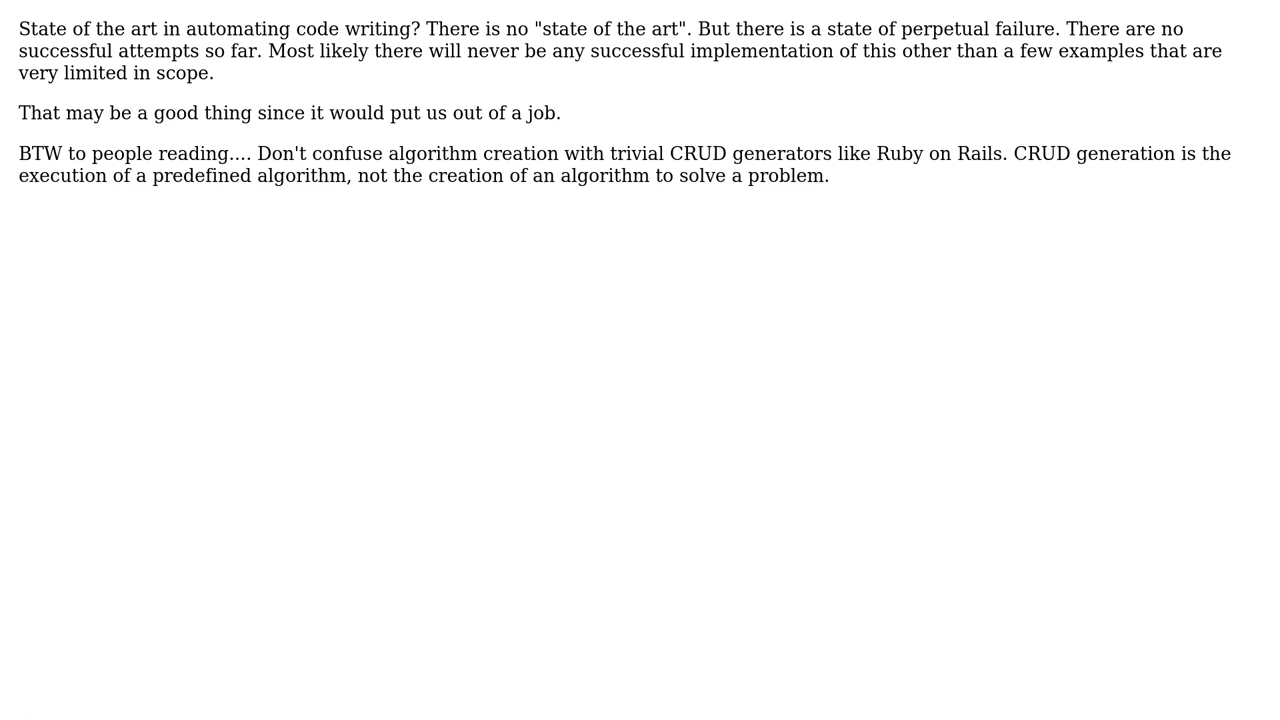 State of the art in automating code writing? There is no "state of the art". But there is a state of perpetual failure. There are no
successful attempts so far. Most likely there will never be any successful implementation of this other than a few examples that are
very limited in scope.
That may be a good thing since it would put us out of a job.
BTW to people reading.... Don't confuse algorithm creation with trivial CRUD generators like Ruby on Rails. CRUD generation is the
execution of a predefined algorithm, not the creation of an algorithm to solve a problem.